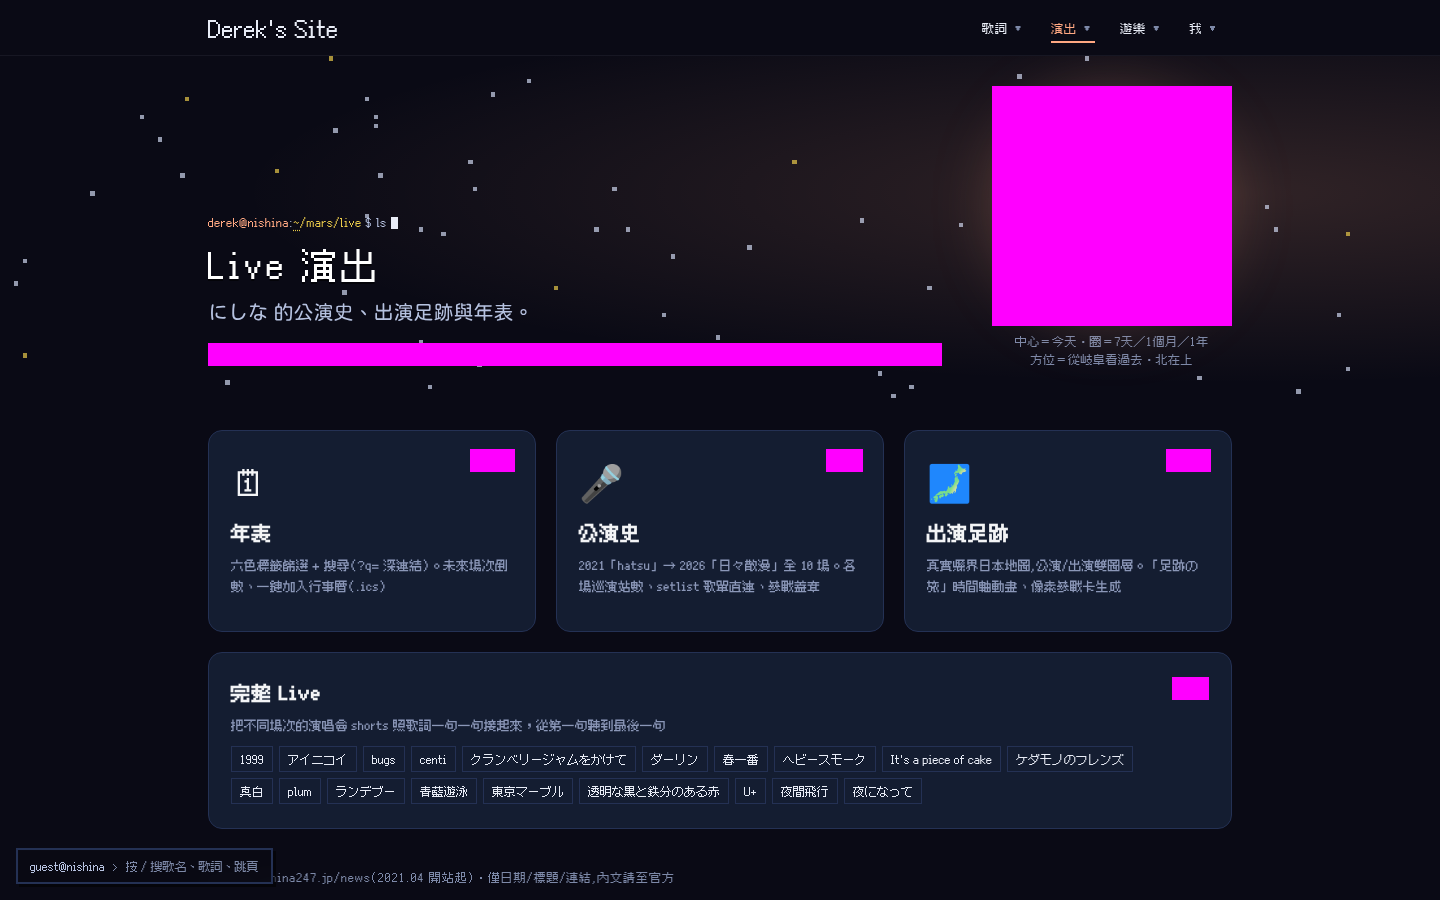 Derek's Site
歌詞 ▼ 演出 ▼ 遊樂 ▼ 我 ▼
derek@nishina:~/mars/live $ ls
Live 演出
にしな 的公演史、出演足跡與年表。
中心＝今天・圈＝7天／1個月／1年
方位＝從岐阜看過去・北在上
年表
六色標籤篩選 + 搜尋(?q= 深連結)。未來場次倒
數、一鍵加入行事曆(.ics)
公演史
2021「hatsu」→ 2026「日々散漫」全 10 場。各
場巡演站數、setlist 歌單直連、參戰蓋章
出演足跡
真實縣界日本地圖,公演/出演雙圖層。「足跡の
旅」時間軸動畫、像素參戰卡生成
完整 Live
把不同場次的演唱會 shorts 照歌詞一句一句接起來，從第一句聽到最後一句
1999 アイニコイ bugs centi クランベリージャムをかけて ダーリン 春一番 ヘビースモーク It's a piece of cake ケダモノのフレンズ
真白 plum ランデブー 青藍遊泳 東京マーブル 透明な黒と鉄分のある赤 U+ 夜間飛行 夜になって
guest@nishina > 按 / 搜歌名、歌詞、跳頁
hina247.jp/news(2021.04 開站起)・僅日期/標題/連結,內文請至官方